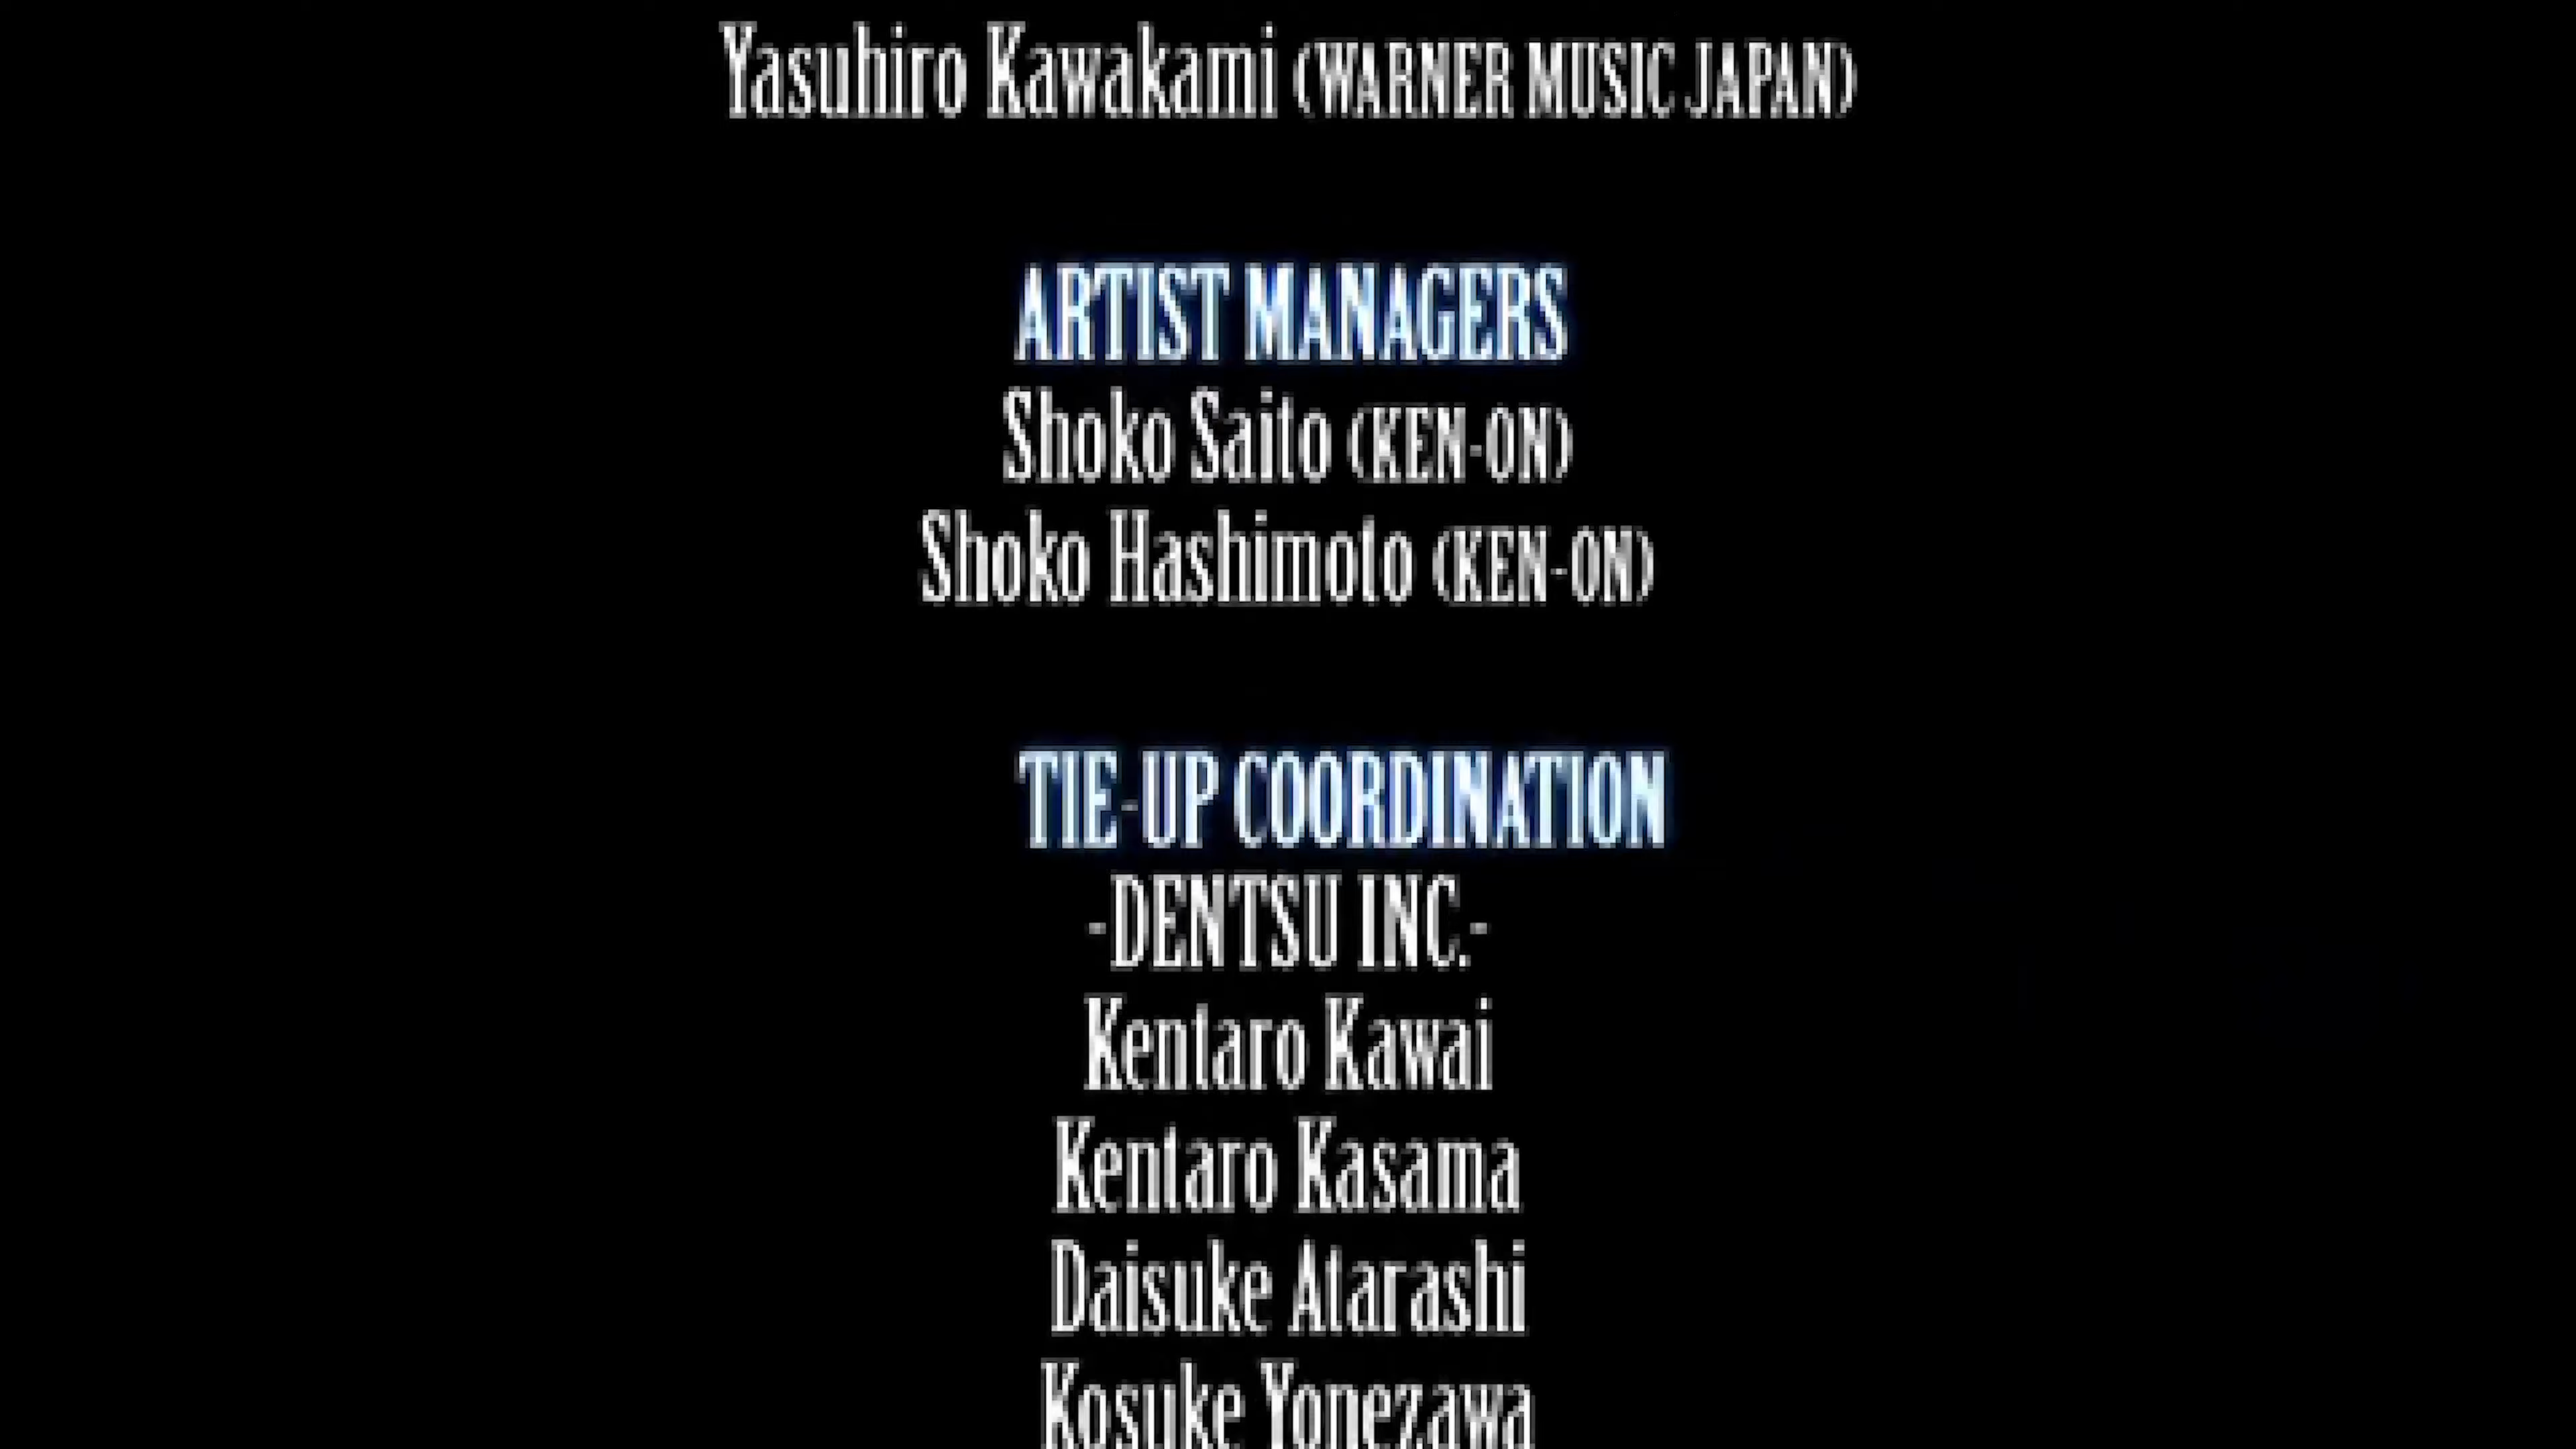 Yasuhiro Kawakami (WARNER MUSIC JAPAN)
ARTIST MANAGERS
Shoko Saito (KEN-ON)
Shoko Hashimoto (KEN-ON)
TIE-UP COORDINATION
-DENTSU INC.-
Kentaro Kawai
Kentaro Kasama
Daisuke Atarashi
Kosuke Yonezawa